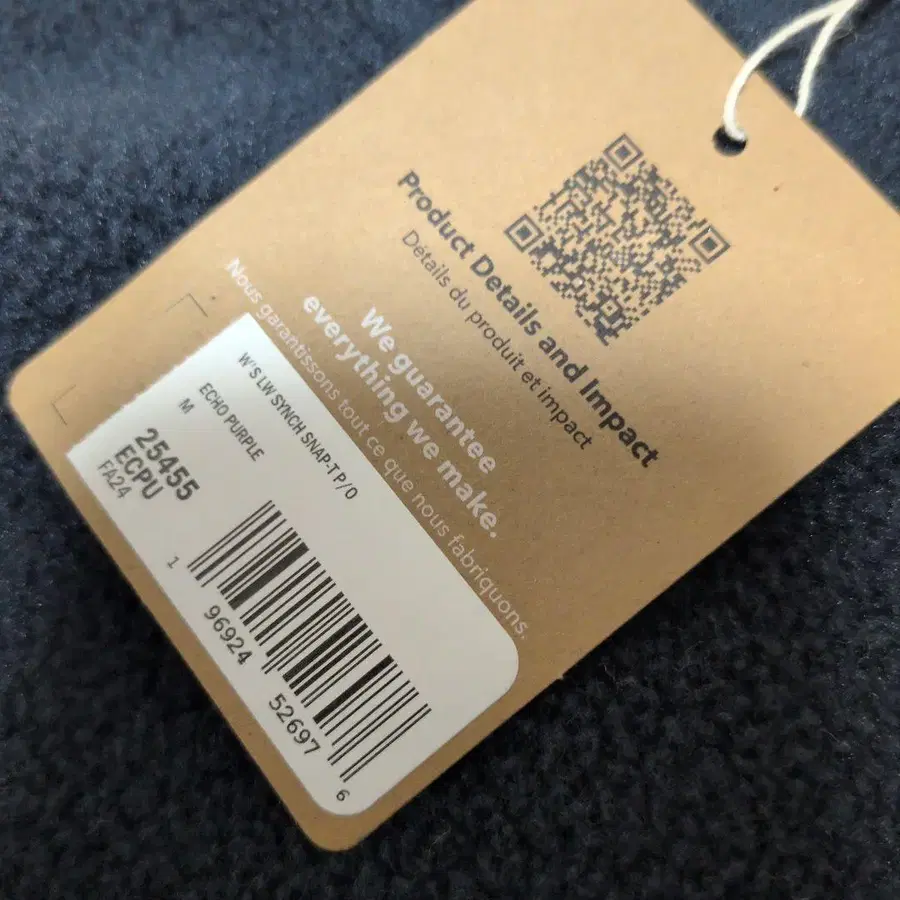 Product Details and Impact
Détails du produit et impact
We guarantee
everything we make.
Nous garantissons tout ce que nous fabriquons.
W'S LW SYNCH SNAP-T P/O
ECHO PURPLE
M
25455
ECPU
FA24
1 96924 52697 6